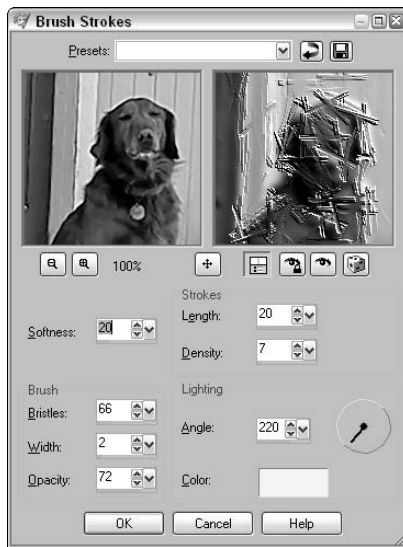 Brush Strokes
Presets:
100%
Strokes
Softness: 20
Length: 20
Density: 7
Brush
Bristles: 66
Width: 2
Opacity: 72
Lighting
Angle: 220
Color:
OK Cancel Help